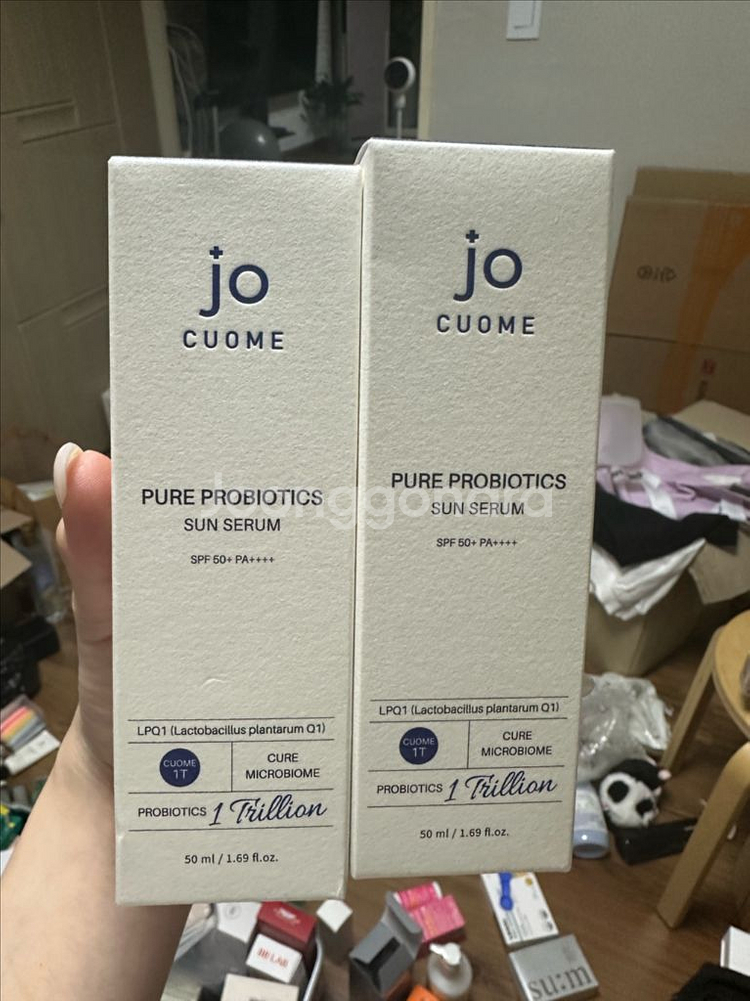 jo
CUOME
PURE PROBIOTICS
SUN SERUM
SPF 50+ PA++++
LPQ1 (Lactobacillus plantarum Q1)
CUOME
1T
CURE
MICROBIOME
PROBIOTICS 1 Trillion
50 ml / 1.69 fl.oz.
jo
CUOME
PURE PROBIOTICS
SUN SERUM
SPF 50+ PA++++
LPQ1 (Lactobacillus plantarum Q1)
CUOME
1T
CURE
MICROBIOME
PROBIOTICS 1 Trillion
50 ml / 1.69 fl.oz.
Joonggonara
su:m